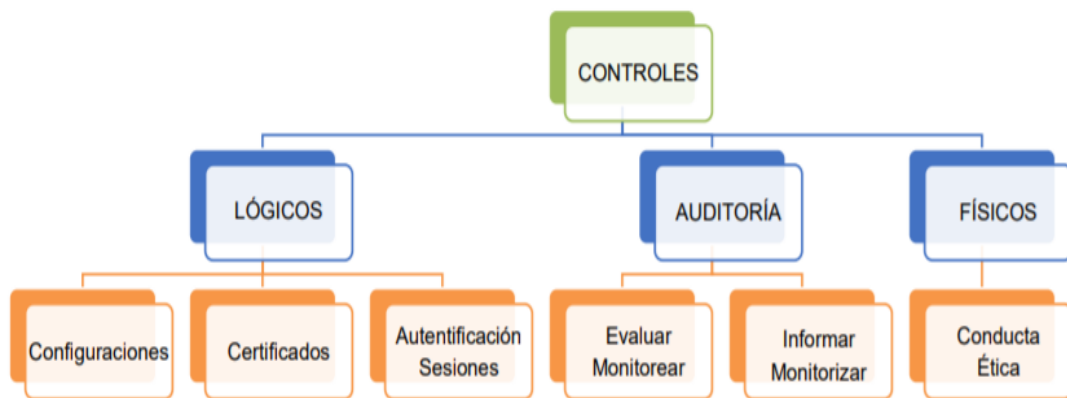 CONTROLES
LÓGICOS
AUDITORÍA
FÍSICOS
Configuraciones
Certificados
Autentificación
Sesiones
Evaluar
Monitorear
Informar
Monitorizar
Conducta
Ética